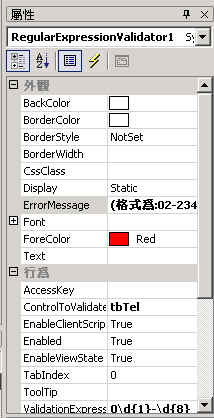 屬性
RegularExpressionValidator1 Sy
外觀
BackColor
BorderColor
BorderStyle NotSet
BorderWidth
CssClass
Display Static
ErrorMessage (格式爲:02-234
Font
ForeColor Red
Text
行爲
AccessKey
ControlToValidate tbTel
EnableClientScrip True
Enabled True
EnableViewState True
TabIndex 0
ToolTip
ValidationExpress 0\d{1}-\d{8}